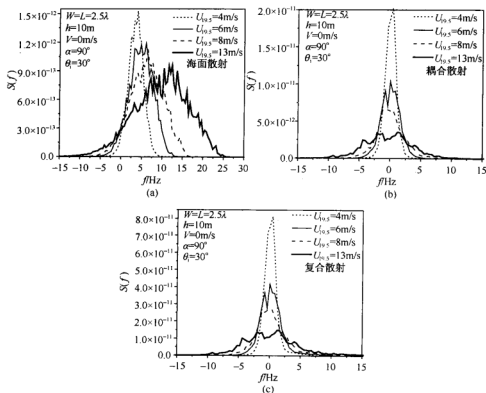 (a)
W=L=2.5λ
h=10m
V=0m/s
α=90°
θᵢ=30°
U₁₉.₅=4m/s
U₁₉.₅=6m/s
U₁₉.₅=8m/s
U₁₉.₅=13m/s
海面散射
S(f)
1.5×10⁻¹²
1.2×10⁻¹²
9.0×10⁻¹³
6.0×10⁻¹³
3.0×10⁻¹³
0.0
−15 −10 −5 0 5 10 15 20 25 30
f/Hz
(a)
(b)
W=L=2.5λ
h=10m
V=0m/s
α=90°
θᵢ=30°
U₁₉.₅=4m/s
U₁₉.₅=6m/s
U₁₉.₅=8m/s
U₁₉.₅=13m/s
耦合散射
S(f)
2.0×10⁻¹¹
1.5×10⁻¹¹
1.0×10⁻¹¹
5.0×10⁻¹²
0.0
−15 −10 −5 0 5 10 15
f/Hz
(b)
W=L=2.5λ
h=10m
V=0m/s
α=90°
θᵢ=30°
U₁₉.₅=4m/s
U₁₉.₅=6m/s
U₁₉.₅=8m/s
U₁₉.₅=13m/s
复合散射
S(f)
8.0×10⁻¹¹
7.0×10⁻¹¹
6.0×10⁻¹¹
5.0×10⁻¹¹
4.0×10⁻¹¹
3.0×10⁻¹¹
2.0×10⁻¹¹
1.0×10⁻¹¹
0.0
−15 −10 −5 0 5 10 15
f/Hz
(c)